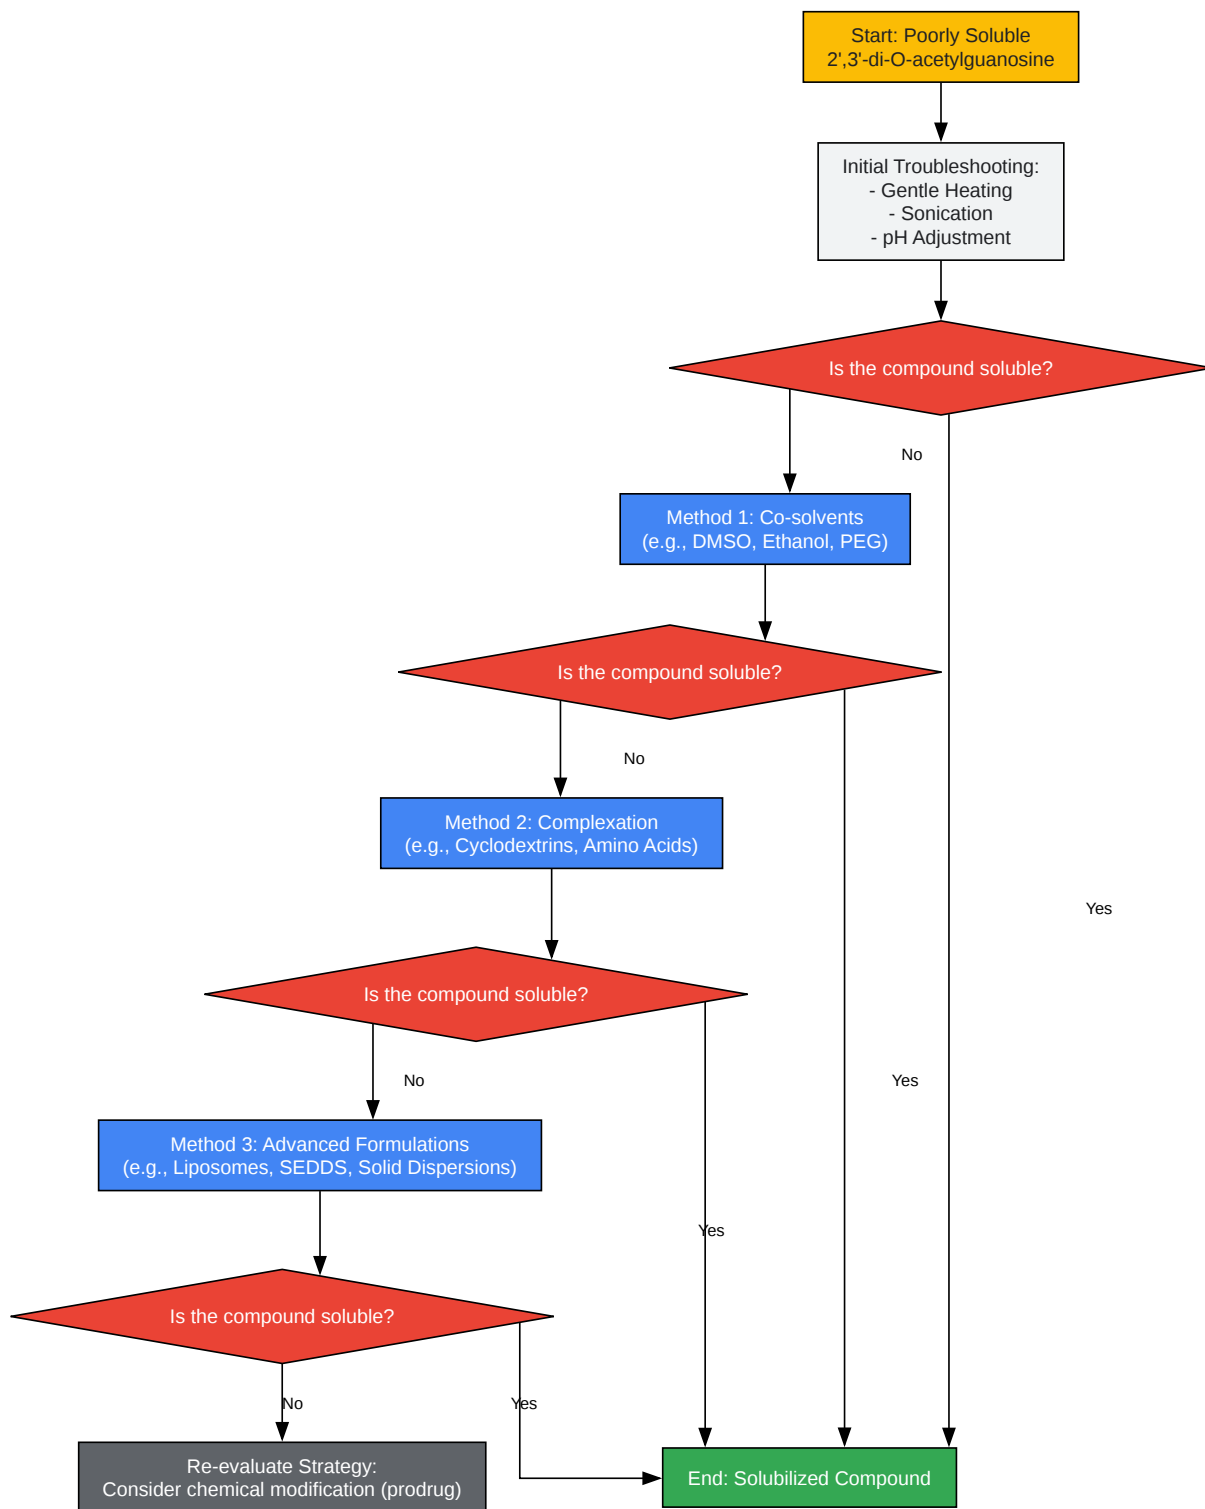 Start: Poorly Soluble
2',3'-di-O-acetylguanosine
Initial Troubleshooting:
- Gentle Heating
- Sonication
- pH Adjustment
Is the compound soluble?
No
Method 1: Co-solvents
(e.g., DMSO, Ethanol, PEG)
Is the compound soluble?
No
Method 2: Complexation
(e.g., Cyclodextrins, Amino Acids)
Yes
Is the compound soluble?
No
Yes
Method 3: Advanced Formulations
(e.g., Liposomes, SEDDS, Solid Dispersions)
Yes
Is the compound soluble?
No
Yes
Re-evaluate Strategy:
Consider chemical modification (prodrug)
End: Solubilized Compound